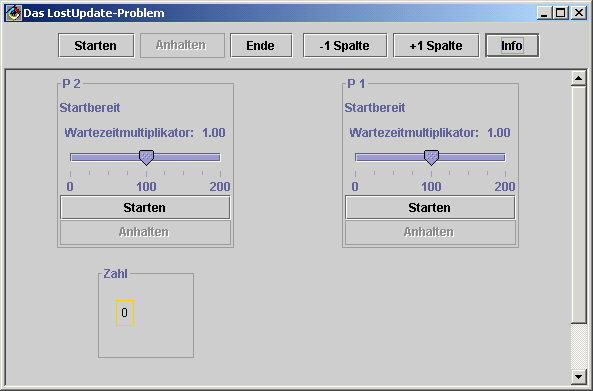 Das LostUpdate-Problem
Starten Anhalten Ende -1 Spalte +1 Spalte Info
P 2
Startbereit
Wartezeitmultiplikator: 1.00
0 100 200
Starten
Anhalten
P 1
Startbereit
Wartezeitmultiplikator: 1.00
0 100 200
Starten
Anhalten
Zahl
0